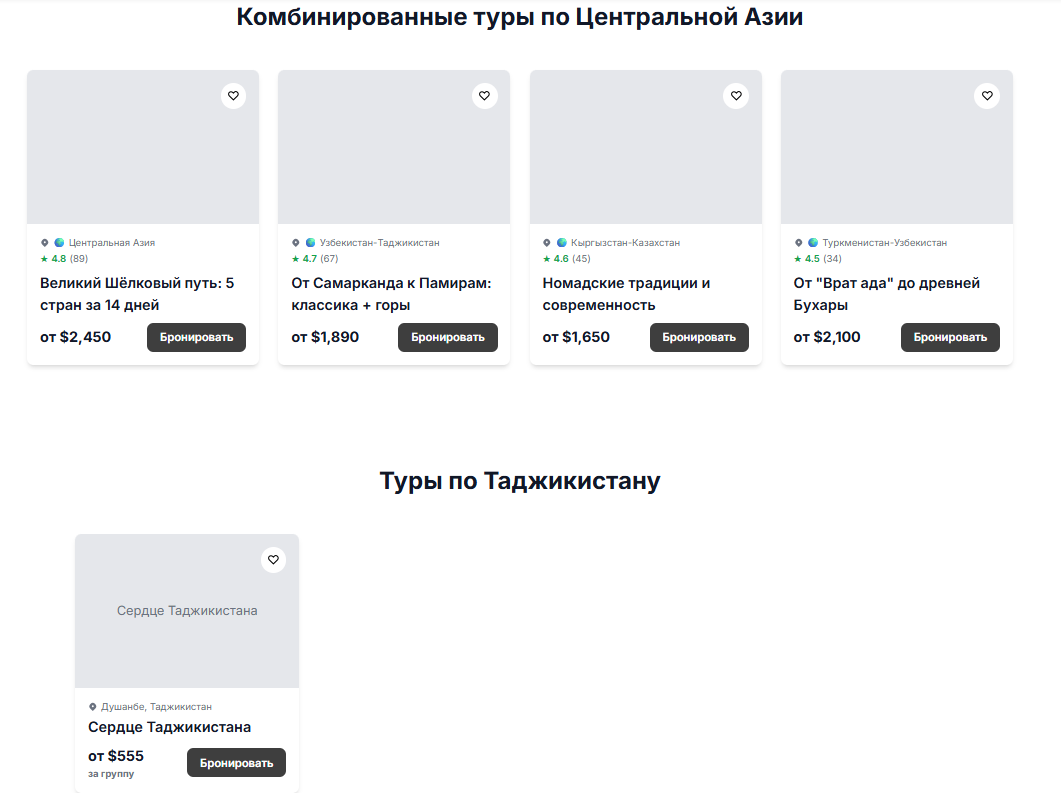 Комбинированные туры по Центральной Азии
Центральная Азия
★ 4.8 (89)
Великий Шёлковый путь: 5
стран за 14 дней
от $2,450
Бронировать
Узбекистан-Таджикистан
★ 4.7 (67)
От Самарканда к Памирам:
классика + горы
от $1,890
Бронировать
Кыргызстан-Казахстан
★ 4.6 (45)
Номадские традиции и
современность
от $1,650
Бронировать
Туркменистан-Узбекистан
★ 4.5 (34)
От "Врат ада" до древней
Бухары
от $2,100
Бронировать
Туры по Таджикистану
Сердце Таджикистана
Душанбе, Таджикистан
Сердце Таджикистана
от $555
за группу
Бронировать